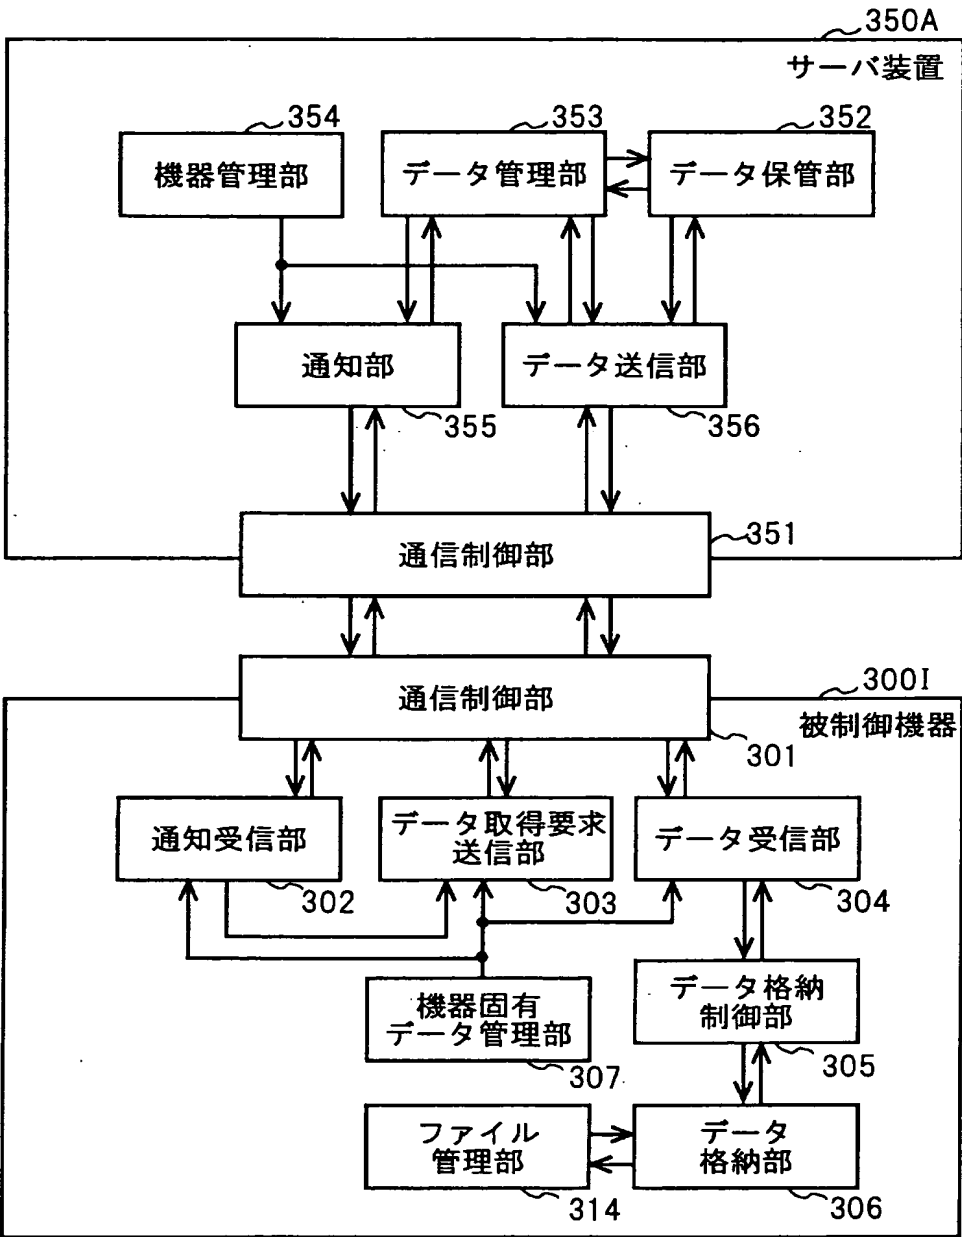 350A
サーバ装置
354
353
352
機器管理部
データ管理部
データ保管部
通知部
データ送信部
355
356
通信制御部
351
通信制御部
300I
被制御機器
301
通知受信部
データ取得要求
送信部
データ受信部
302
303
304
機器固有
データ管理部
307
データ格納
制御部
305
ファイル
管理部
314
データ
格納部
306